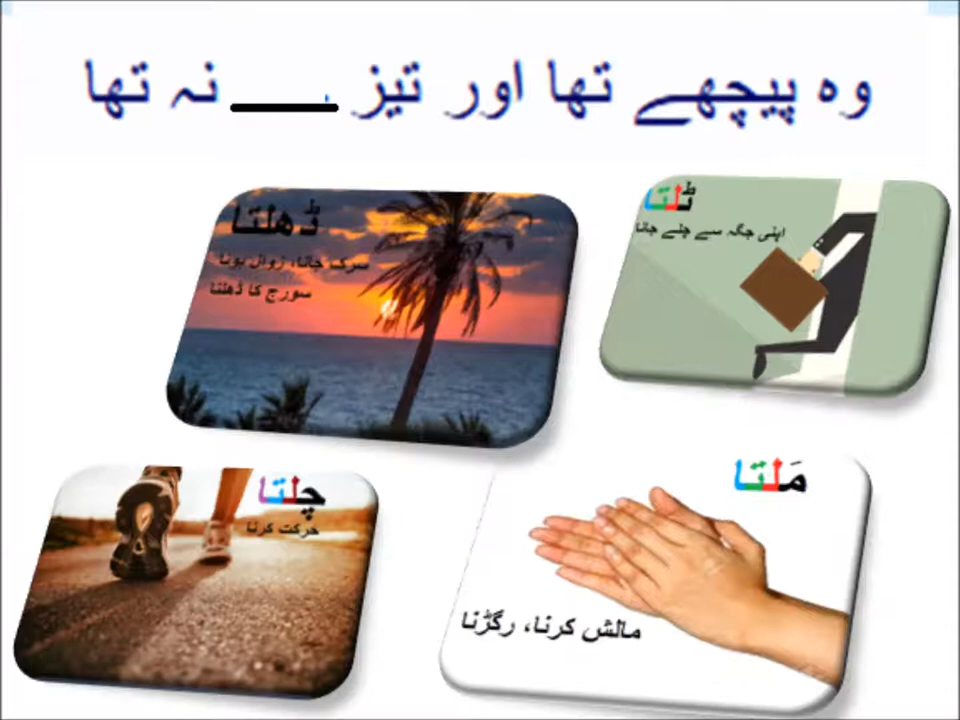 وہ پیچھے تھا اور تیز ____ نہ تھا
ٹلتا
اپنی جگہ سے چلے جانا
ڈھلتا
سرک جانا، زوال ہونا
سورج کا ڈھلنا
مَلتا
مالش کرنا، رگڑنا
چلتا
حرکت کرنا